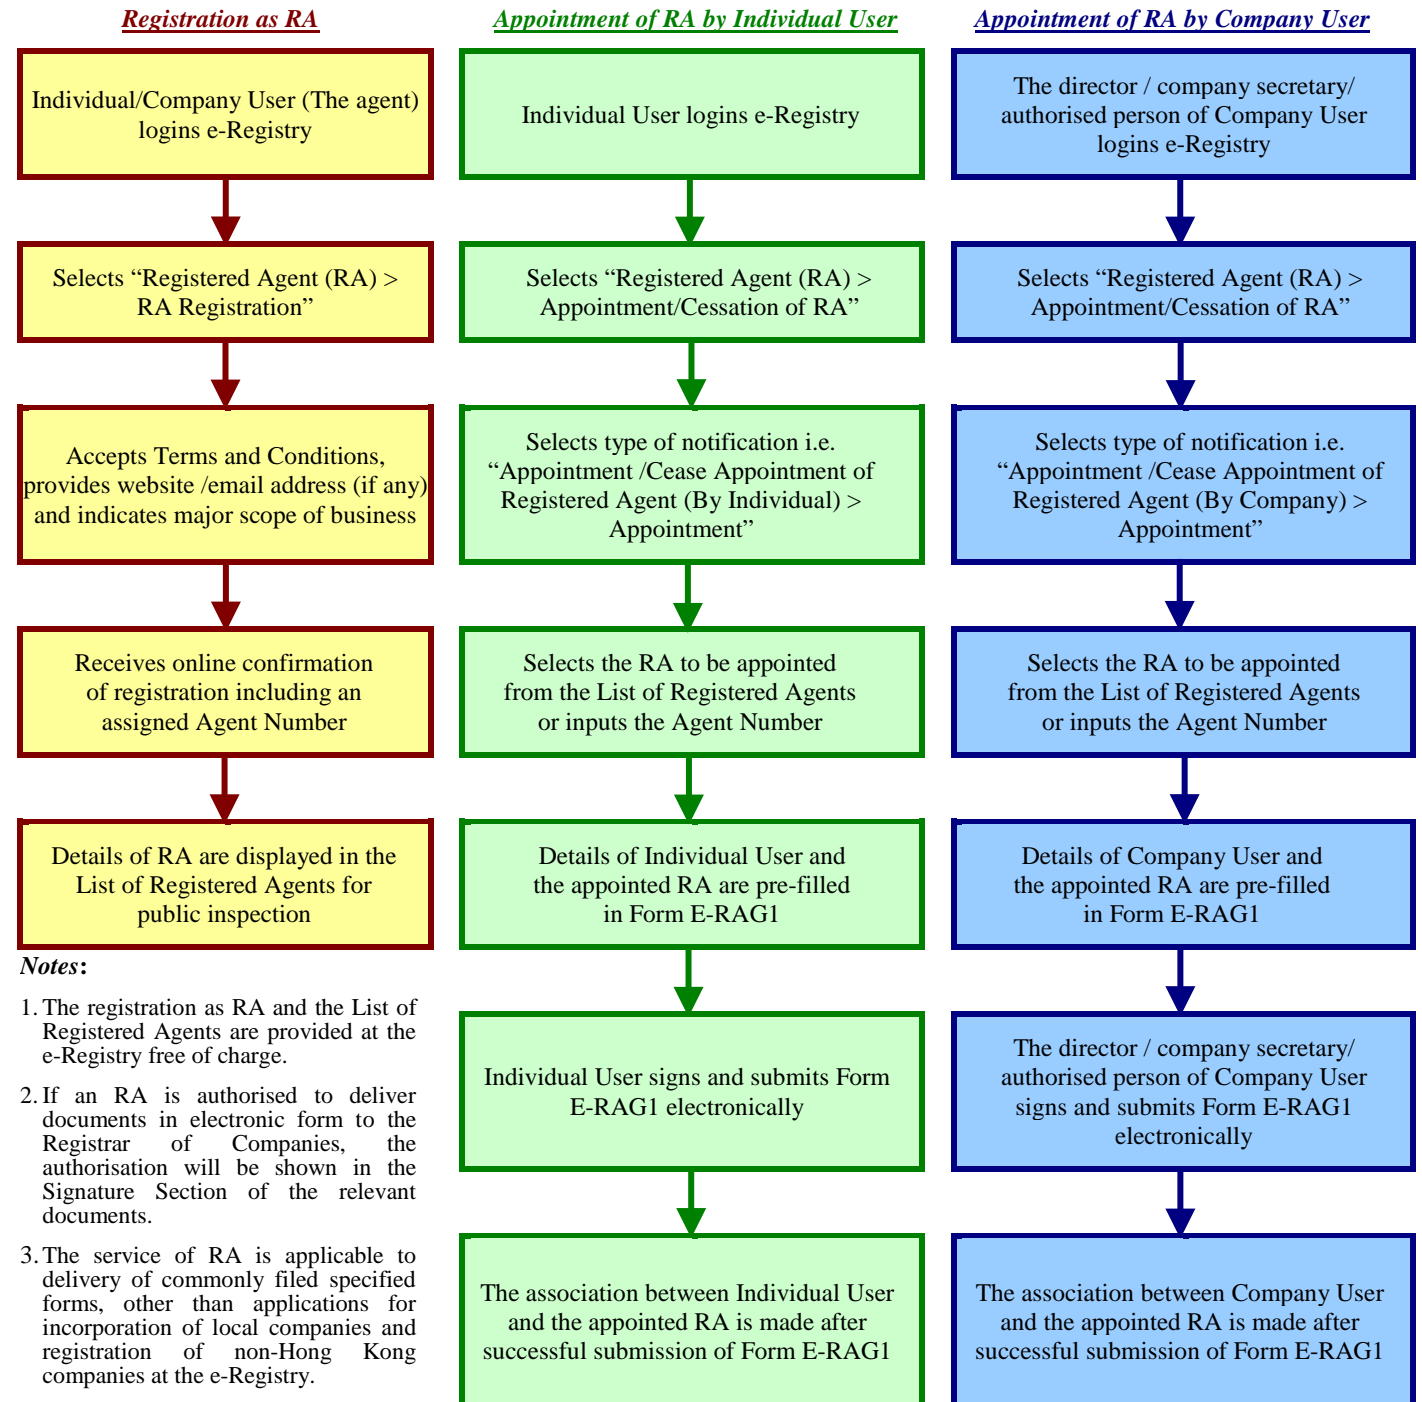 Registration as RA
Individual/Company User (The agent)
logins e-Registry
Selects “Registered Agent (RA) >
RA Registration”
Accepts Terms and Conditions,
provides website /email address (if any)
and indicates major scope of business
Receives online confirmation
of registration including an
assigned Agent Number
Details of RA are displayed in the
List of Registered Agents for
public inspection
Notes:
1. The registration as RA and the List of
Registered Agents are provided at the
e-Registry free of charge.
2. If an RA is authorised to deliver
documents in electronic form to the
Registrar of Companies, the
authorisation will be shown in the
Signature Section of the relevant
documents.
3. The service of RA is applicable to
delivery of commonly filed specified
forms, other than applications for
incorporation of local companies and
registration of non-Hong Kong
companies at the e-Registry.
Appointment of RA by Individual User
Individual User logins e-Registry
Selects “Registered Agent (RA) >
Appointment/Cessation of RA”
Selects type of notification i.e.
“Appointment /Cease Appointment of
Registered Agent (By Individual) >
Appointment”
Selects the RA to be appointed
from the List of Registered Agents
or inputs the Agent Number
Details of Individual User and
the appointed RA are pre-filled
in Form E-RAG1
Individual User signs and submits Form
E-RAG1 electronically
The association between Individual User
and the appointed RA is made after
successful submission of Form E-RAG1
Appointment of RA by Company User
The director / company secretary/
authorised person of Company User
logins e-Registry
Selects “Registered Agent (RA) >
Appointment/Cessation of RA”
Selects type of notification i.e.
“Appointment /Cease Appointment of
Registered Agent (By Company) >
Appointment”
Selects the RA to be appointed
from the List of Registered Agents
or inputs the Agent Number
Details of Company User and
the appointed RA are pre-filled
in Form E-RAG1
The director / company secretary/
authorised person of Company User
signs and submits Form E-RAG1
electronically
The association between Company User
and the appointed RA is made after
successful submission of Form E-RAG1